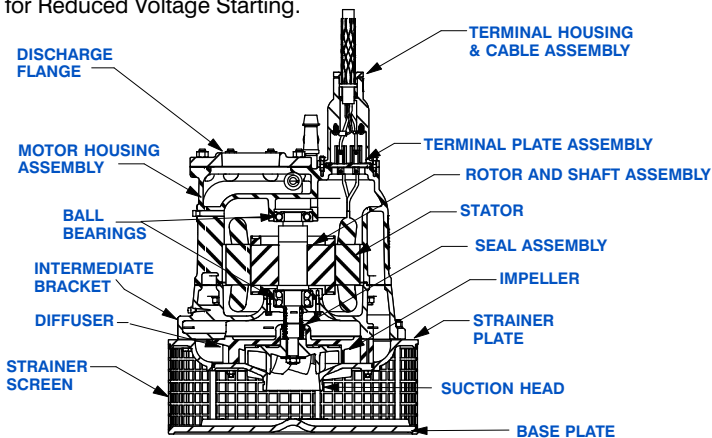 for Reduced Voltage Starting.
TERMINAL HOUSING
& CABLE ASSEMBLY
DISCHARGE
FLANGE
TERMINAL PLATE ASSEMBLY
MOTOR HOUSING
ASSEMBLY
ROTOR AND SHAFT ASSEMBLY
BALL
BEARINGS
STATOR
SEAL ASSEMBLY
INTERMEDIATE
BRACKET
IMPELLER
DIFFUSER
STRAINER
PLATE
STRAINER
SCREEN
SUCTION HEAD
BASE PLATE